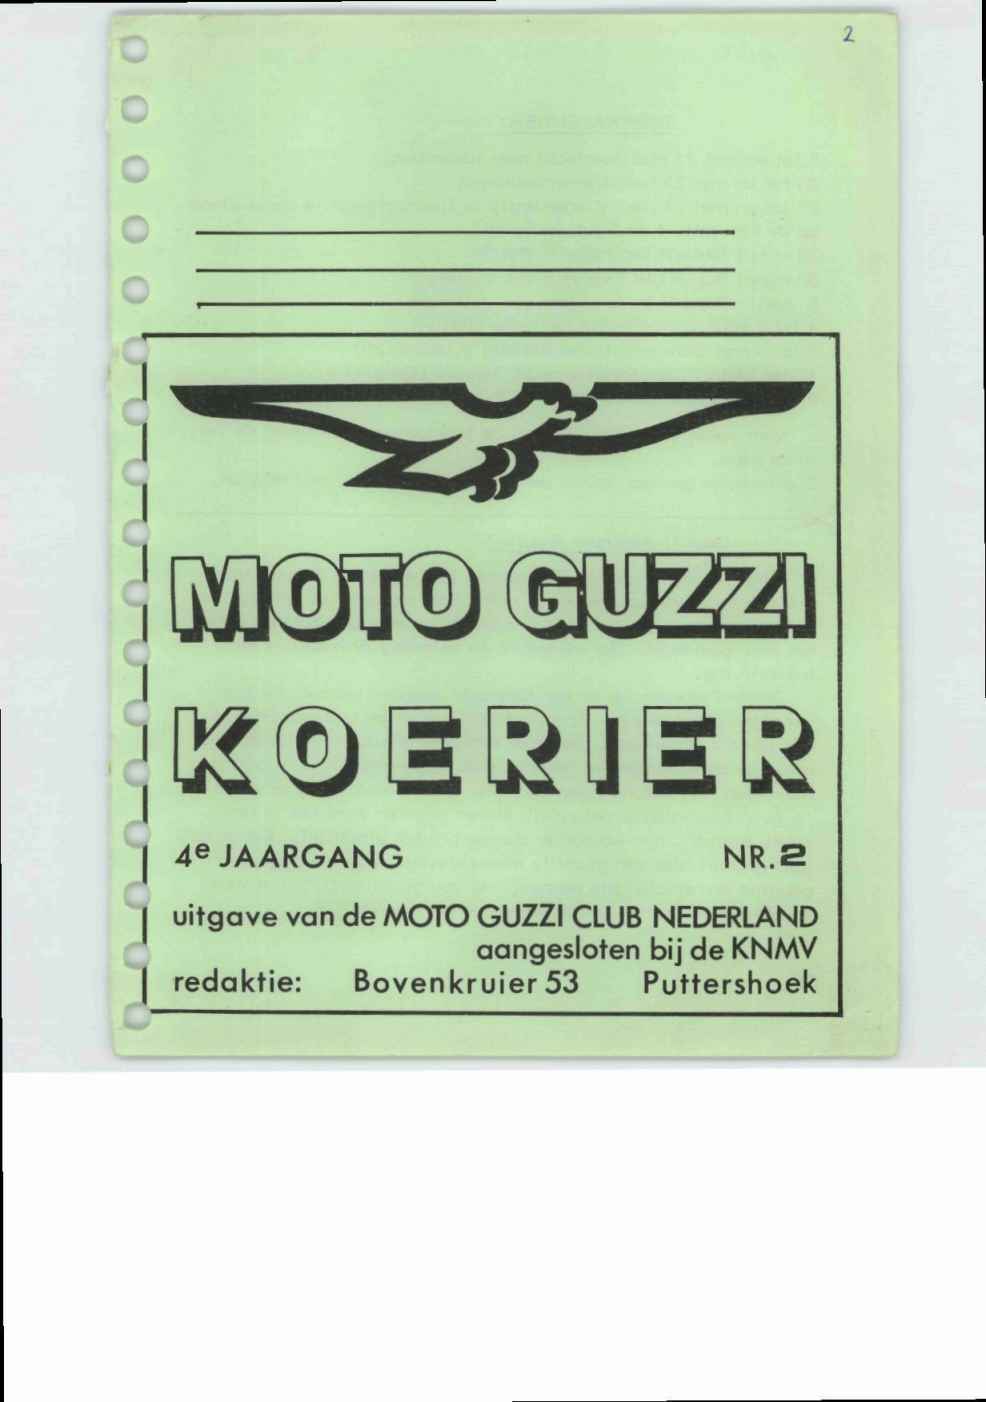 2
MOTO GUZZI
KOERIER
4e JAARGANG NR.2
uitgave van de MOTO GUZZI CLUB NEDERLAND
aangesloten bij de KNMV
redaktie: Bovenkruier 53 Puttershoek